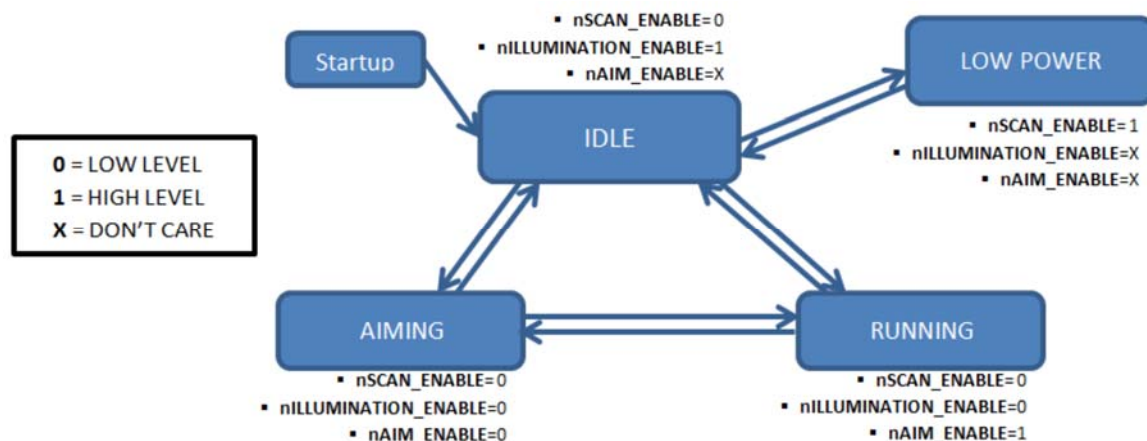 ▪ nSCAN_ENABLE=0
▪ nILLUMINATION_ENABLE=1
▪ nAIM_ENABLE=X
Startup
IDLE
LOW POWER
▪ nSCAN_ENABLE=1
▪ nILLUMINATION_ENABLE=X
▪ nAIM_ENABLE=X
0 = LOW LEVEL
1 = HIGH LEVEL
X = DON'T CARE
AIMING
▪ nSCAN_ENABLE=0
▪ nILLUMINATION_ENABLE=0
▪ nAIM_ENABLE=0
RUNNING
▪ nSCAN_ENABLE=0
▪ nILLUMINATION_ENABLE=0
▪ nAIM_ENABLE=1